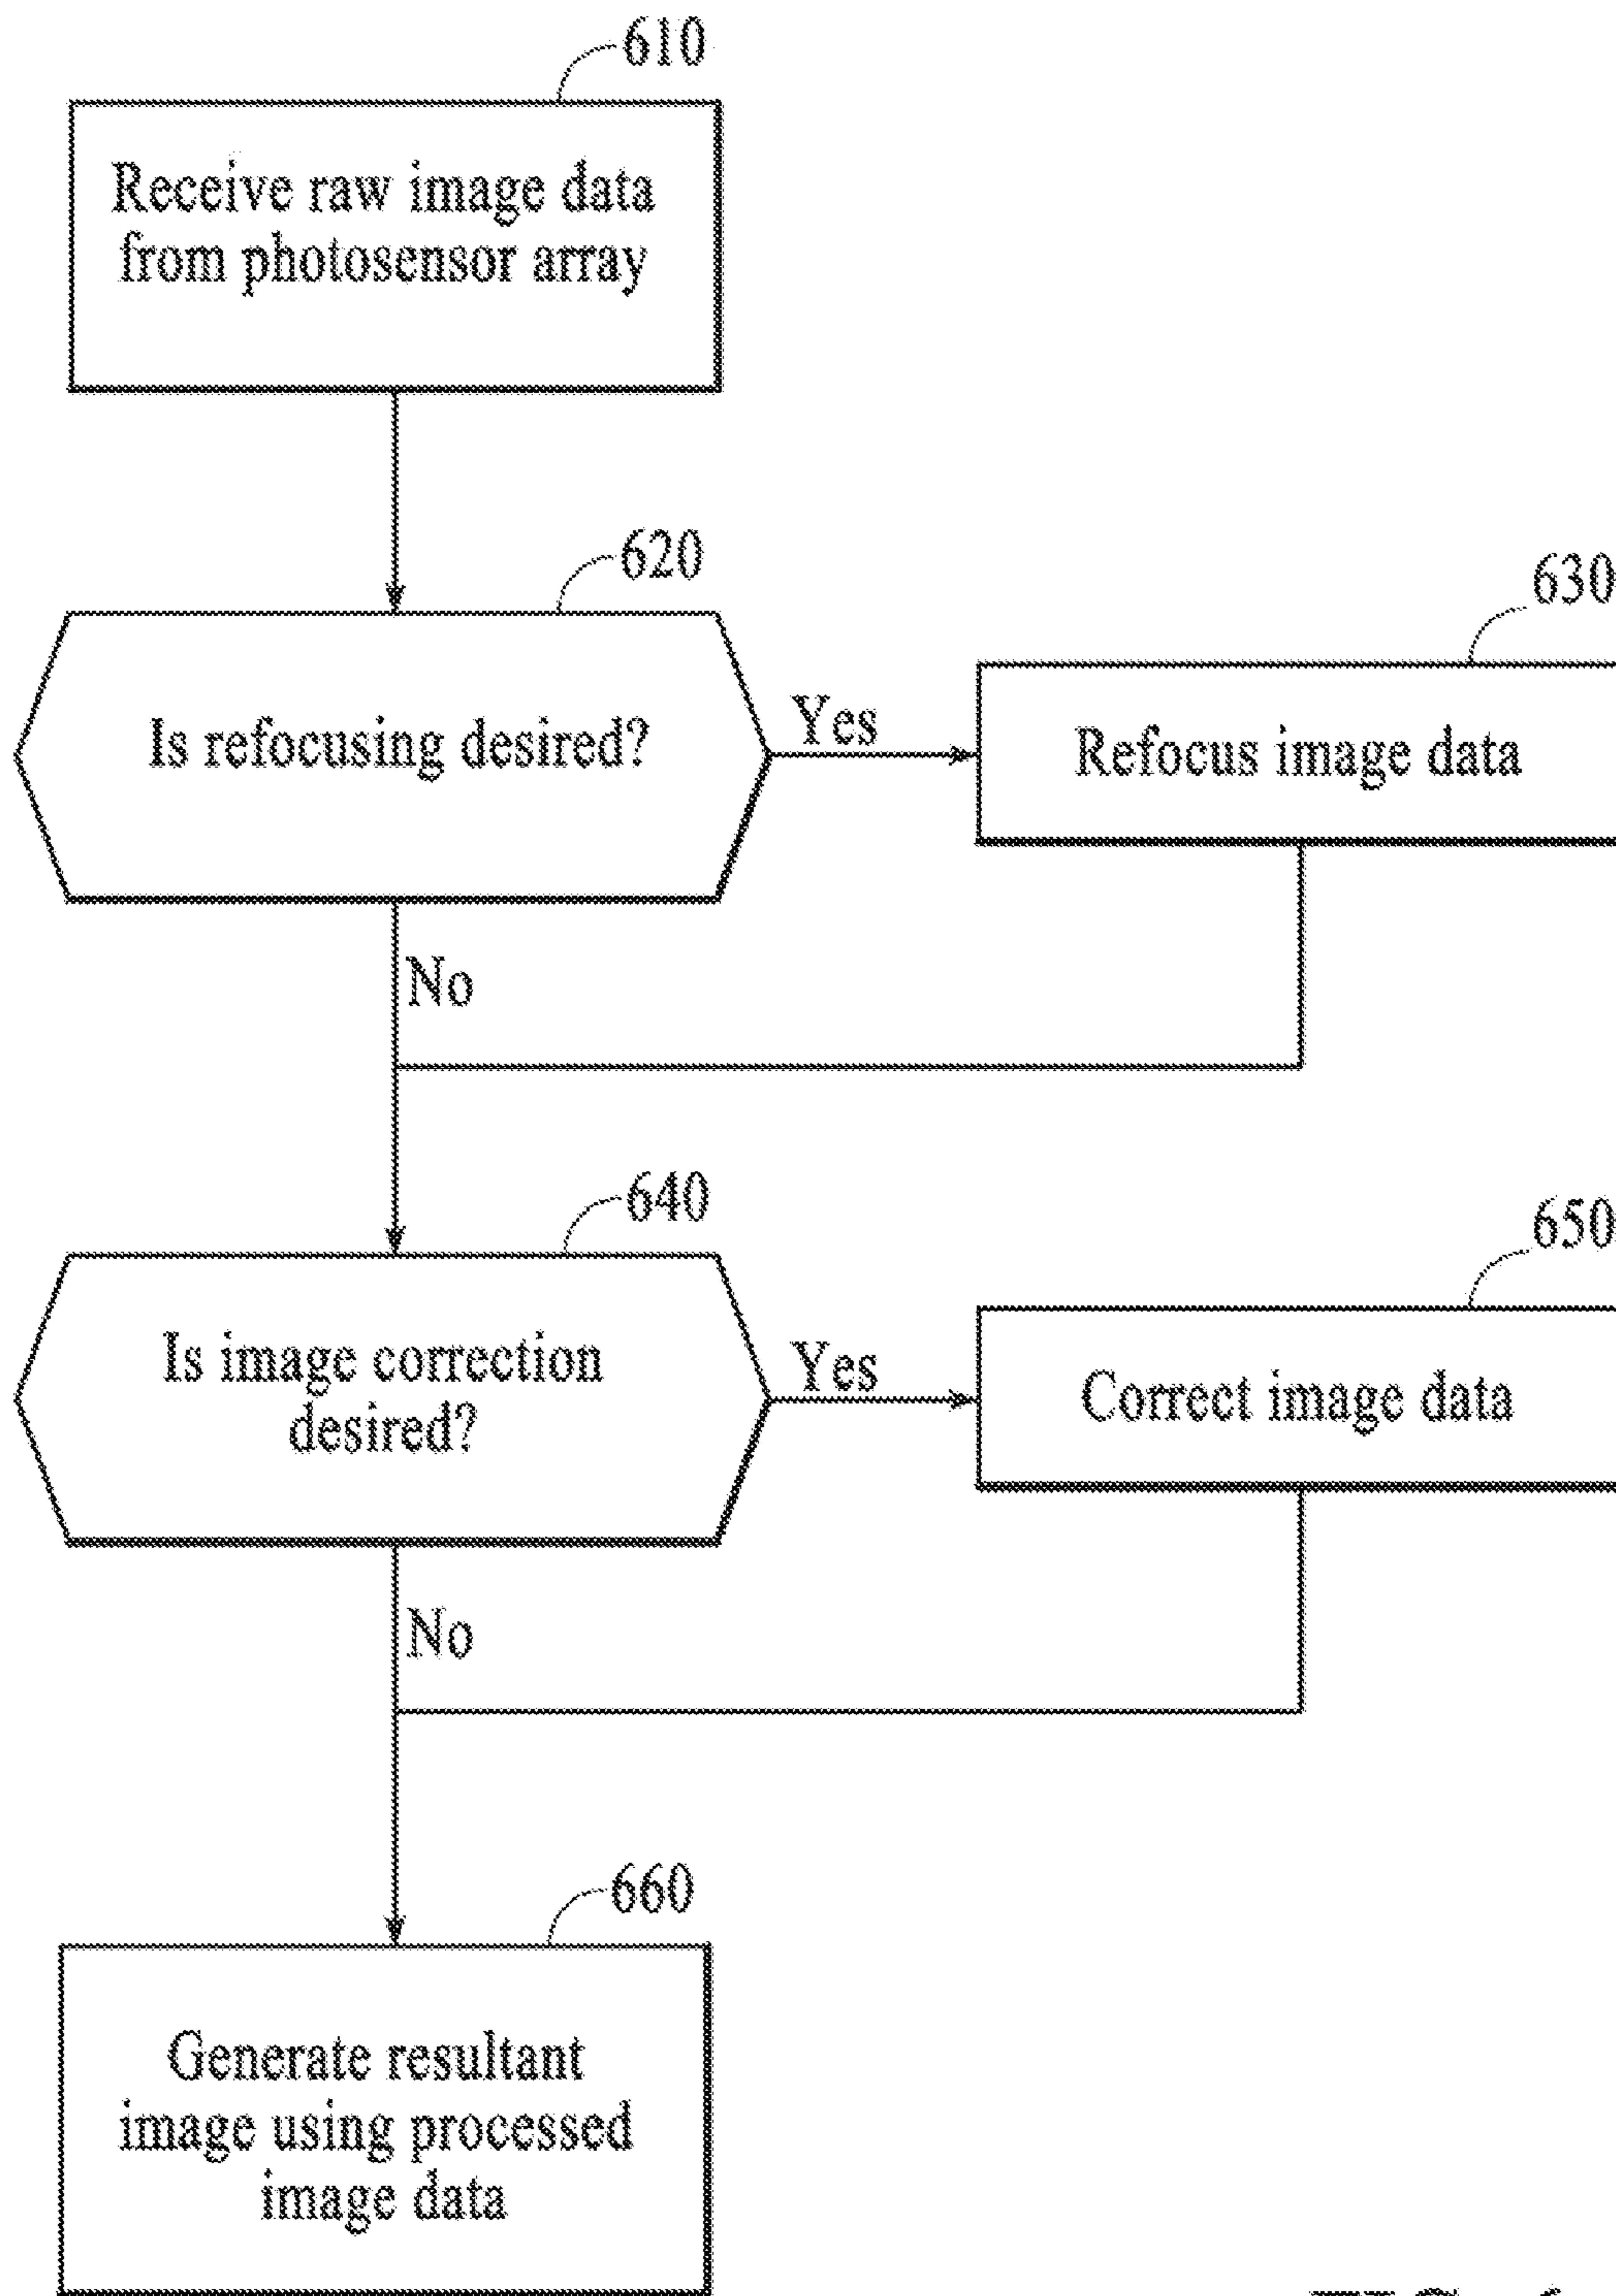 610
Receive raw image data
from photosensor array
620
Is refocusing desired?
Yes
630
Refocus image data
No
640
Is image correction
desired?
Yes
650
Correct image data
No
660
Generate resultant
image using processed
image data